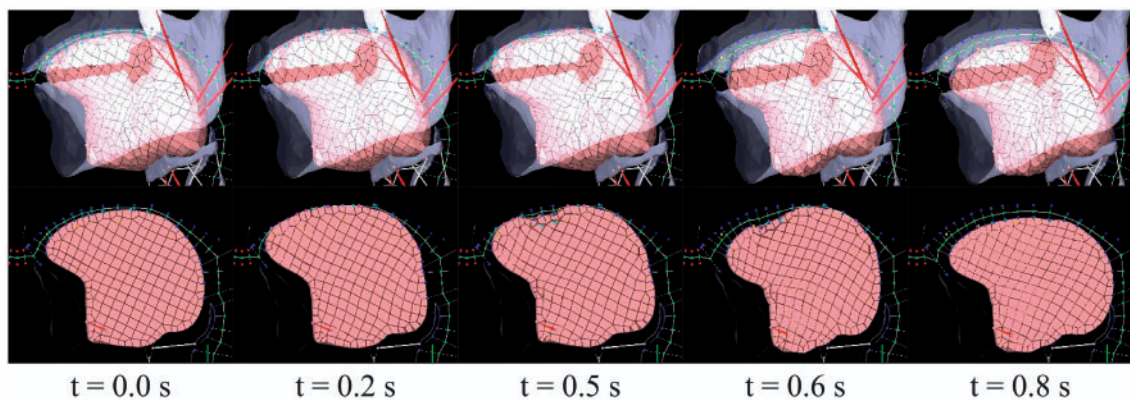 t = 0.0 s
t = 0.2 s
t = 0.5 s
t = 0.6 s
t = 0.8 s